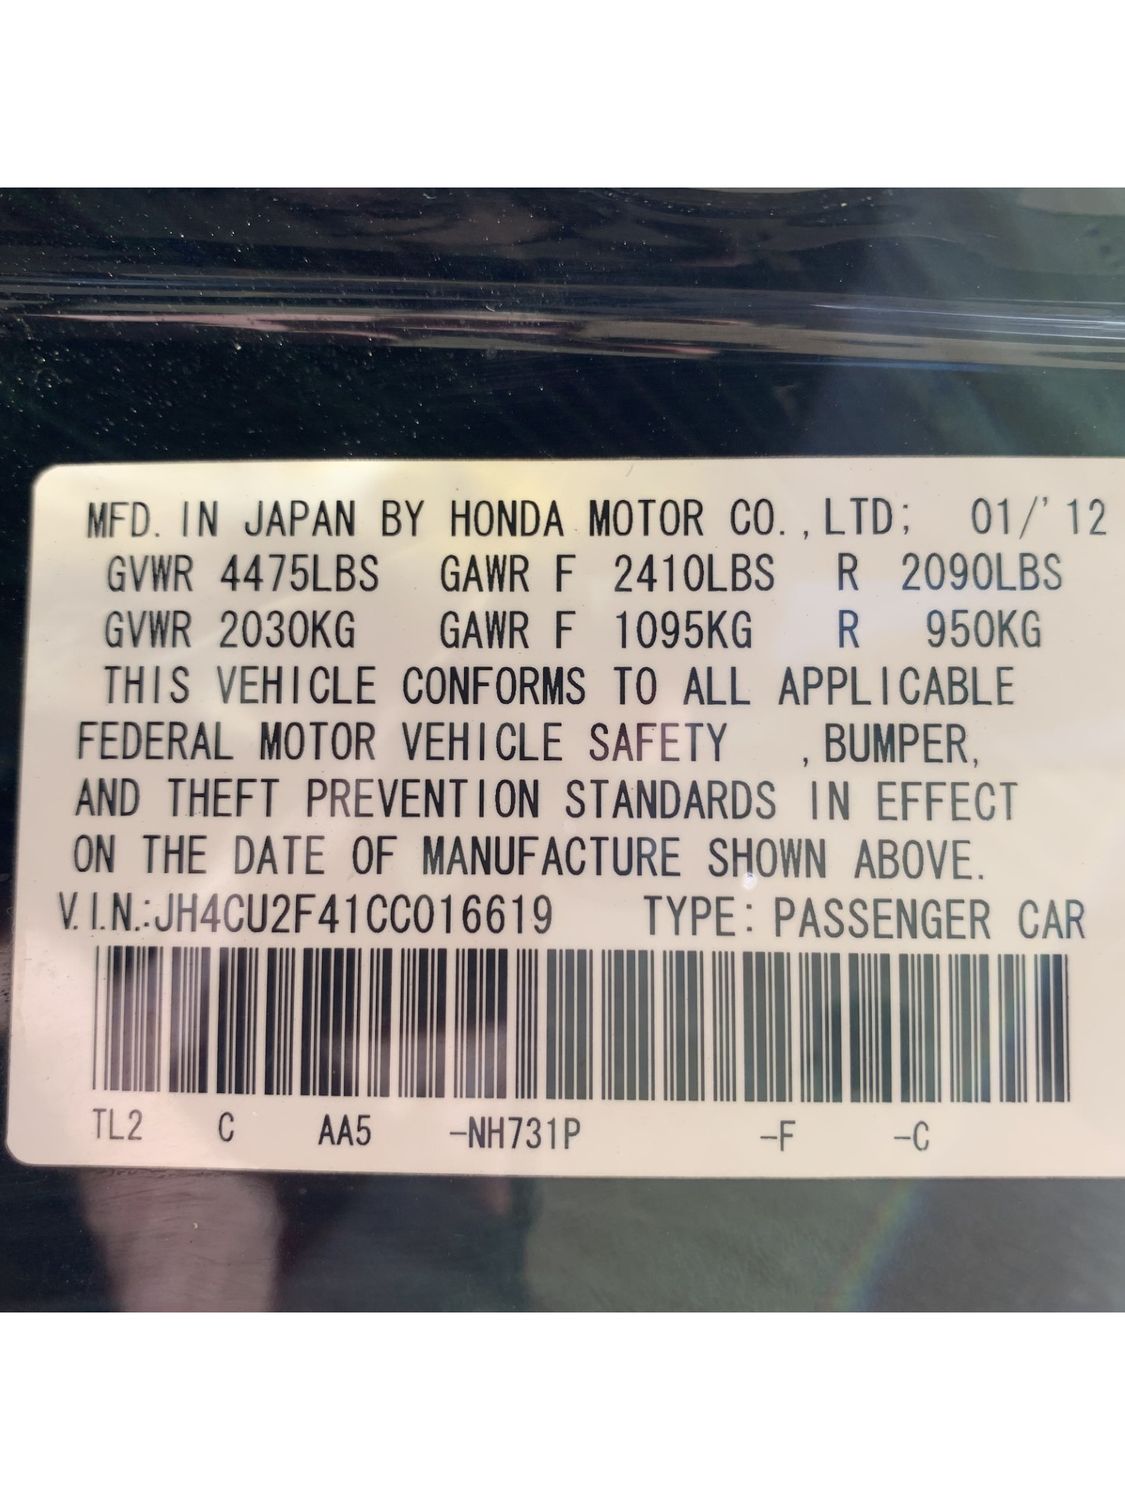 MFD. IN JAPAN BY HONDA MOTOR CO.,LTD; 01/'12
GVWR 4475LBS GAWR F 2410LBS R 2090LBS
GVWR 2030KG GAWR F 1095KG R 950KG
THIS VEHICLE CONFORMS TO ALL APPLICABLE
FEDERAL MOTOR VEHICLE SAFETY ,BUMPER,
AND THEFT PREVENTION STANDARDS IN EFFECT
ON THE DATE OF MANUFACTURE SHOWN ABOVE.
V.I.N.:JH4CU2F41CC016619 TYPE: PASSENGER CAR
TL2 C AA5 -NH731P -F -C